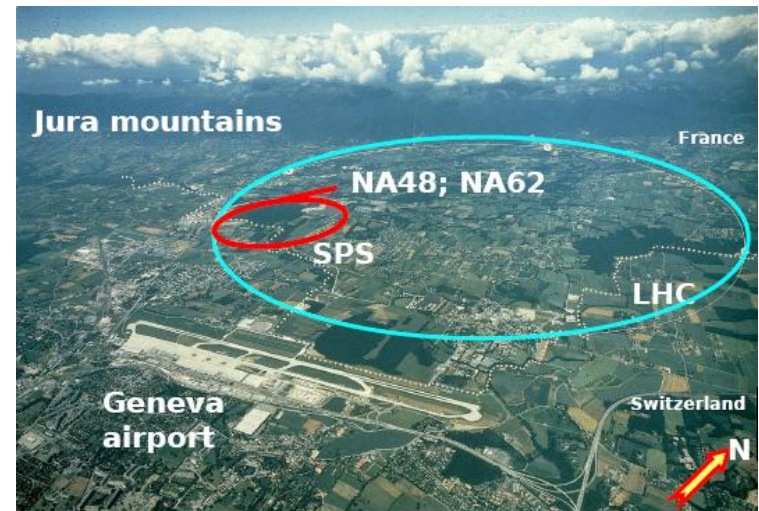 Jura mountains
France
NA48; NA62
SPS
LHC
Geneva
airport
Switzerland
N